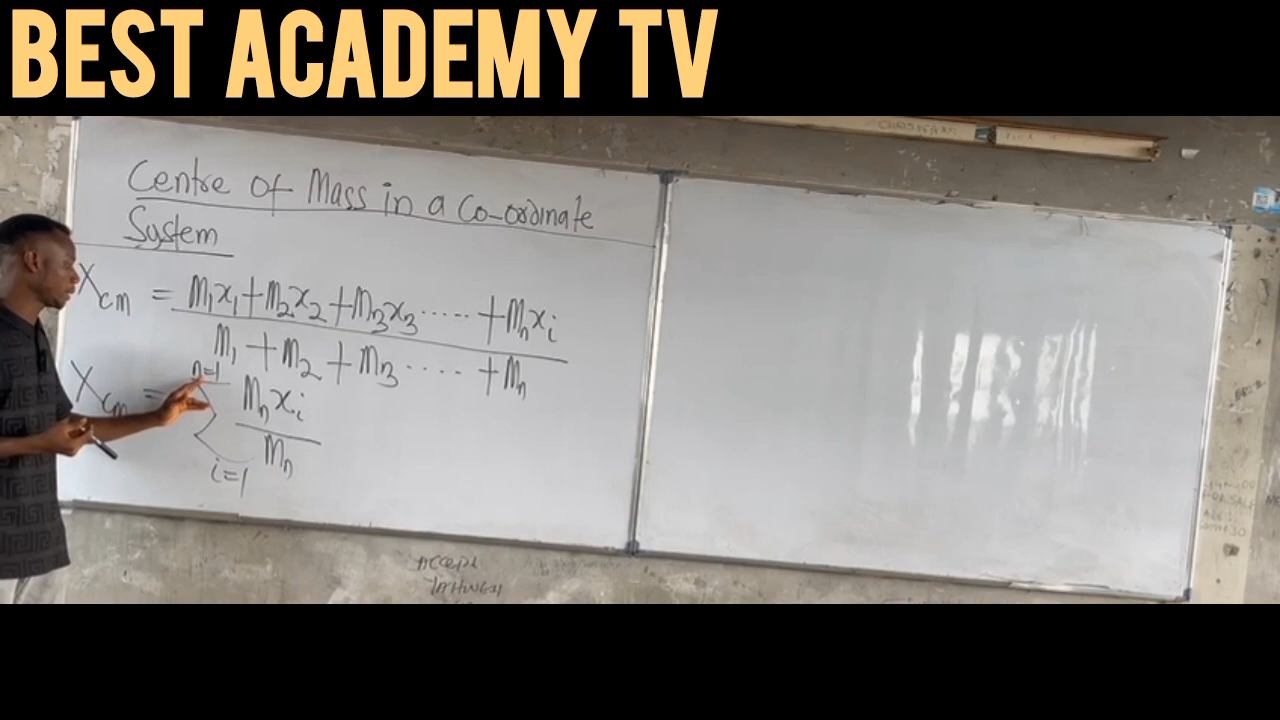 BEST ACADEMY TV
Centre of Mass in a Co-ordinate
System
Xcm = M1x1+M2x2+M3x3......+Mnxi
M1+M2+M3....+Mn
n=1
Xcm = Σ Mnxi
Mn
i=1
Accept